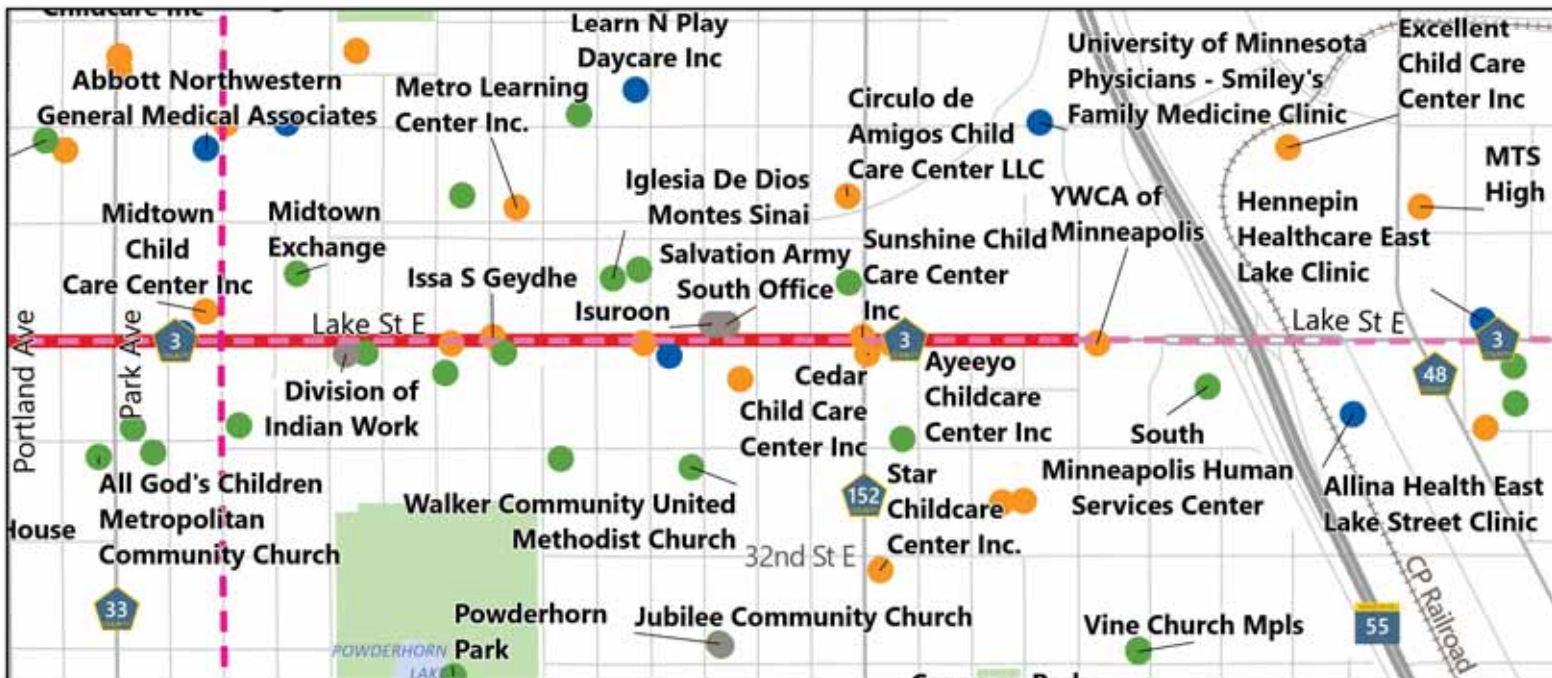 Childcare Inc
Learn N Play
Daycare Inc
University of Minnesota
Physicians - Smiley's
Family Medicine Clinic
Excellent
Child Care
Center Inc
Abbott Northwestern
General Medical Associates
Metro Learning
Center Inc.
Circulo de
Amigos Child
Care Center LLC
MTS
High
Iglesia De Dios
Montes Sinai
YWCA of
Minneapolis
Hennepin
Healthcare East
Lake Clinic
Midtown
Child
Care Center Inc
Midtown
Exchange
Issa S Geydhe
Salvation Army
South Office
Sunshine Child
Care Center
Inc
Isuroon
Portland Ave
Park Ave
3
Lake St E
3
Lake St E
3
48
Division of
Indian Work
Cedar
Child Care
Center Inc
Ayeeyo
Childcare
Center Inc
South
Minneapolis Human
Services Center
Allina Health East
Lake Street Clinic
All God's Children
Metropolitan
Community Church
House
Walker Community United
Methodist Church
152
Star
Childcare
Center Inc.
32nd St E
33
Powderhorn
Park
POWDERHORN
LAKE
Jubilee Community Church
Vine Church Mpls
55
CP Railroad